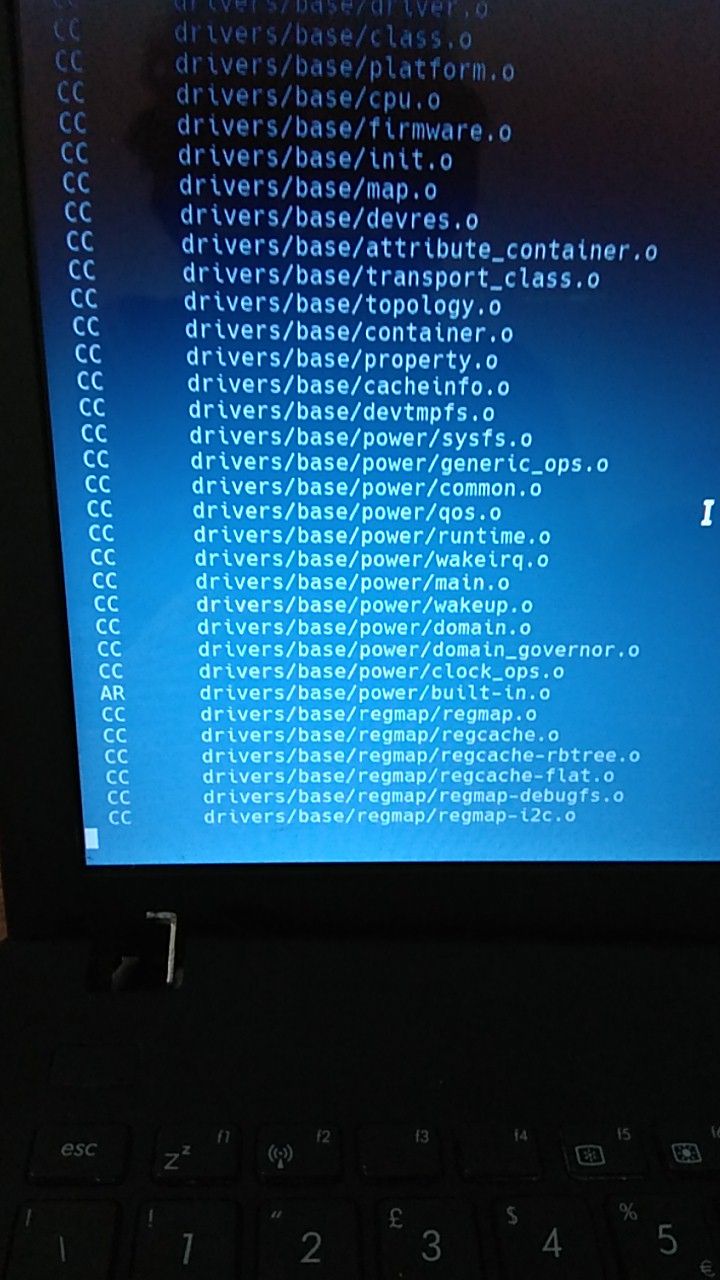 CC drivers/base/driver.o
CC drivers/base/class.o
CC drivers/base/platform.o
CC drivers/base/cpu.o
CC drivers/base/firmware.o
CC drivers/base/init.o
CC drivers/base/map.o
CC drivers/base/devres.o
CC drivers/base/attribute_container.o
CC drivers/base/transport_class.o
CC drivers/base/topology.o
CC drivers/base/container.o
CC drivers/base/property.o
CC drivers/base/cacheinfo.o
CC drivers/base/devtmpfs.o
CC drivers/base/power/sysfs.o
CC drivers/base/power/generic_ops.o
CC drivers/base/power/common.o
CC drivers/base/power/qos.o
CC drivers/base/power/runtime.o
CC drivers/base/power/wakeirq.o
CC drivers/base/power/main.o
CC drivers/base/power/wakeup.o
CC drivers/base/power/domain.o
CC drivers/base/power/domain_governor.o
CC drivers/base/power/clock_ops.o
AR drivers/base/power/built-in.o
CC drivers/base/regmap/regmap.o
CC drivers/base/regmap/regcache.o
CC drivers/base/regmap/regcache-rbtree.o
CC drivers/base/regmap/regcache-flat.o
CC drivers/base/regmap/regmap-debugfs.o
CC drivers/base/regmap/regmap-i2c.o
esc zz f1 f2 f3 f4 f5
| \ ! 1 " 2 £ 3 $ 4 % 5 €